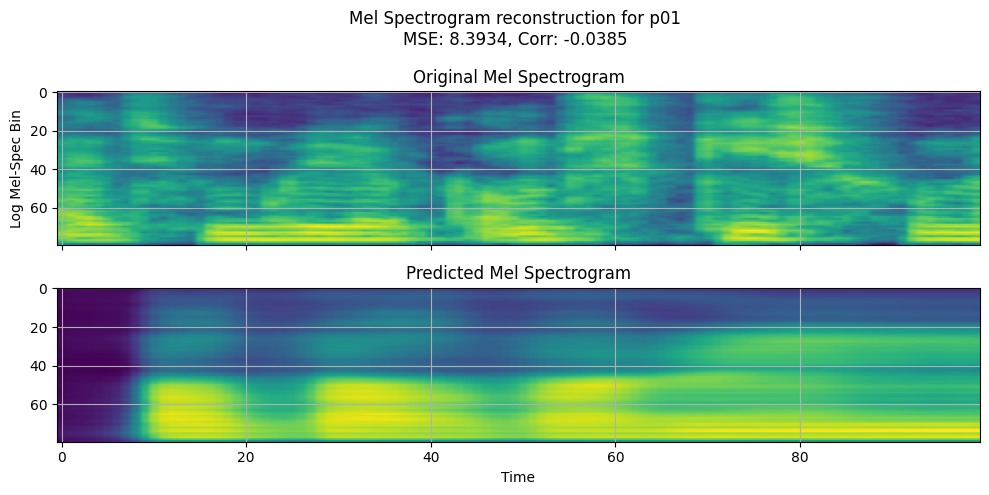 Mel Spectrogram reconstruction for p01
MSE: 8.3934, Corr: -0.0385
Original Mel Spectrogram
Log Mel-Spec Bin
0
20
40
60
Predicted Mel Spectrogram
0
20
40
60
0 20 40 60 80
Time